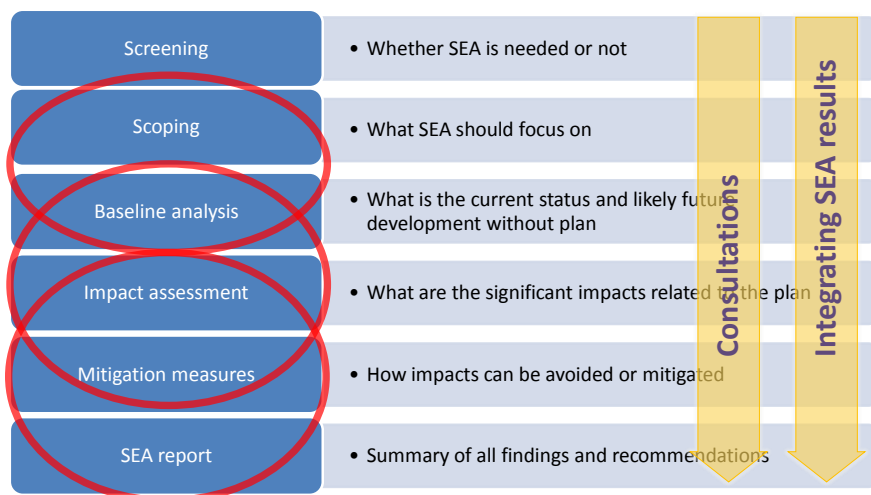 Screening
• Whether SEA is needed or not
Scoping
• What SEA should focus on
Baseline analysis
• What is the current status and likely future
development without plan
Impact assessment
• What are the significant impacts related to the plan
Mitigation measures
• How impacts can be avoided or mitigated
SEA report
• Summary of all findings and recommendations
Consultations
Integrating SEA results